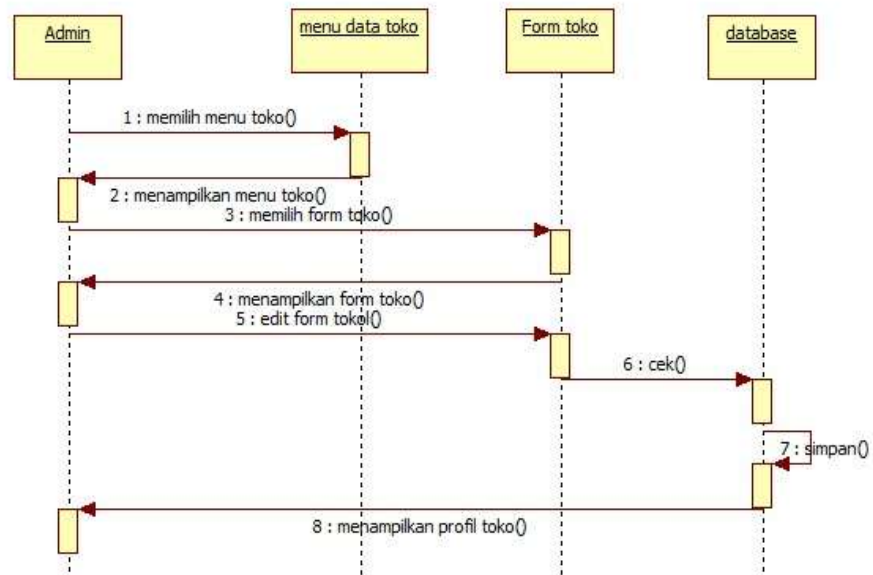 Admin
menu data toko
Form toko
database
1 : memilih menu toko()
2 : menampilkan menu toko()
3 : memilih form toko()
4 : menampilkan form toko()
5 : edit form tokol()
6 : cek()
7 : simpan()
8 : menampilkan profil toko()